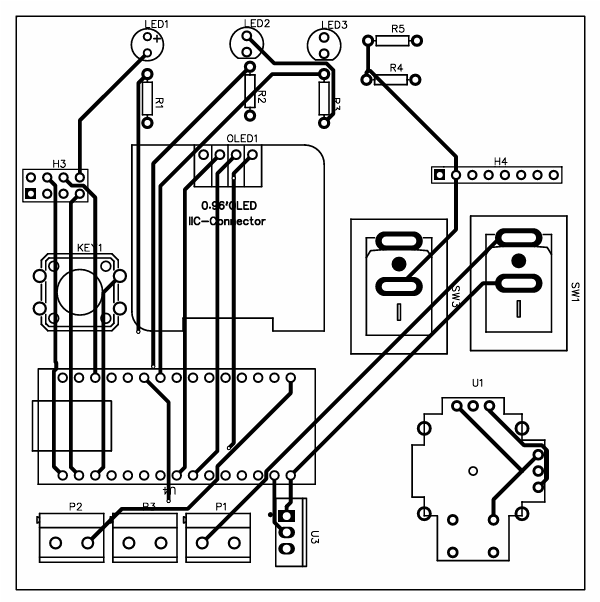 LED1
LED2
LED3
R5
R4
R1
R2
R3
OLED1
H3
H4
0.96'OLED
IIC-Connector
KEY1
SW3
SW1
U1
U4
P2
P3
P1
U3